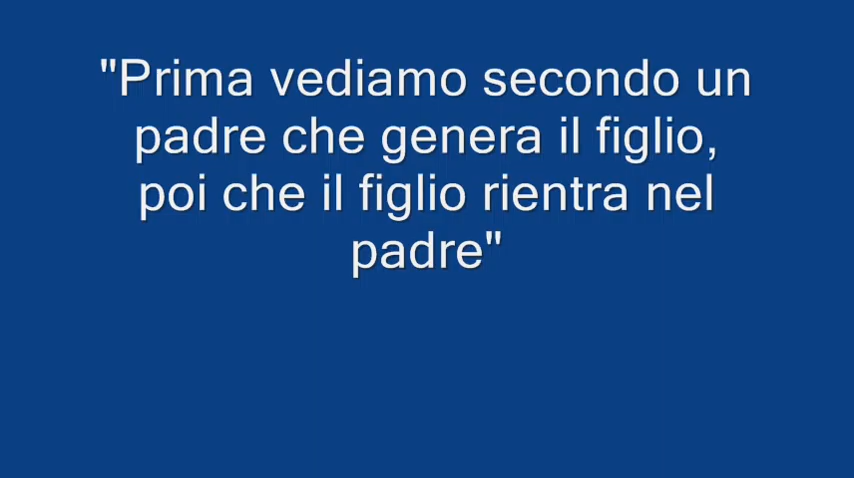 "Prima vediamo secondo un
padre che genera il figlio,
poi che il figlio rientra nel
padre"